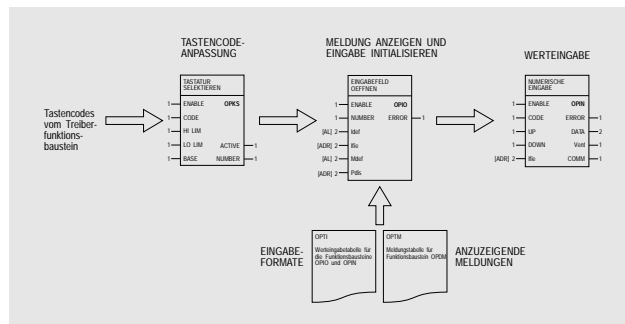 TASTENCODE-
ANPASSUNG
MELDUNG ANZEIGEN UND
EINGABE INITIALISIEREN
WERTEINGABE
Tastencodes
vom Treiber-
funktions-
baustein
TASTATUR
SELEKTIEREN
1 ENABLE OPKS
1 CODE
1 HI LIM
1 LO LIM ACTIVE 1
1 BASE NUMBER 1
EINGABEFELD
OEFFNEN
1 ENABLE OPIO
1 NUMBER ERROR 1
[AL] 2 Idef
[ADR] 2 Ifie
[AL] 2 Mdef
[ADR] 2 Pdis
NUMERISCHE
EINGABE
1 ENABLE OPIN
1 CODE ERROR 1
1 UP DATA 2
1 DOWN Vent 1
[ADR] 2 Ifie COMM 1
EINGABE-
FORMATE
OPTI
Werteingabetabelle für
die Funktionsbausteine
OPIO und OPIN
OPTM
Meldungstabelle für
Funktionsbaustein OPDM
ANZUZEIGENDE
MELDUNGEN